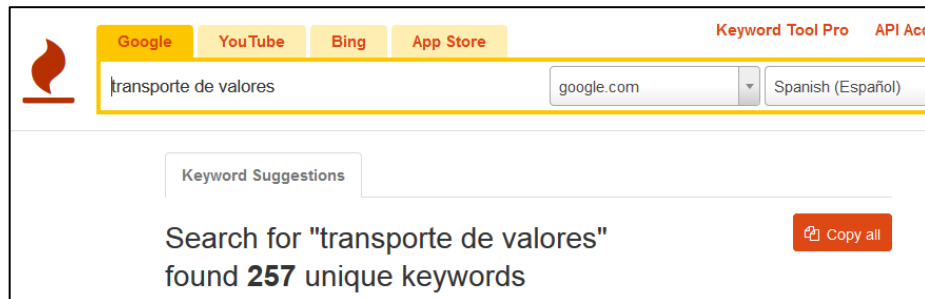 Google YouTube Bing App Store Keyword Tool Pro API Acc
transporte de valores google.com Spanish (Español)
Keyword Suggestions
Search for "transporte de valores"
found 257 unique keywords
Copy all